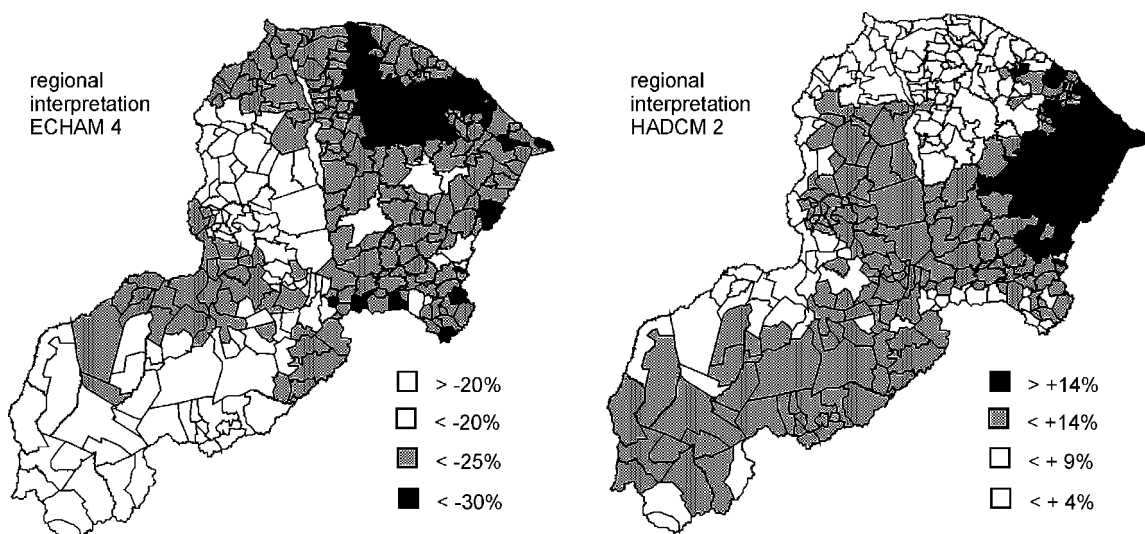 regional
interpretation
ECHAM 4
> -20%
< -20%
< -25%
< -30%
regional
interpretation
HADCM 2
> +14%
< +14%
< + 9%
< + 4%